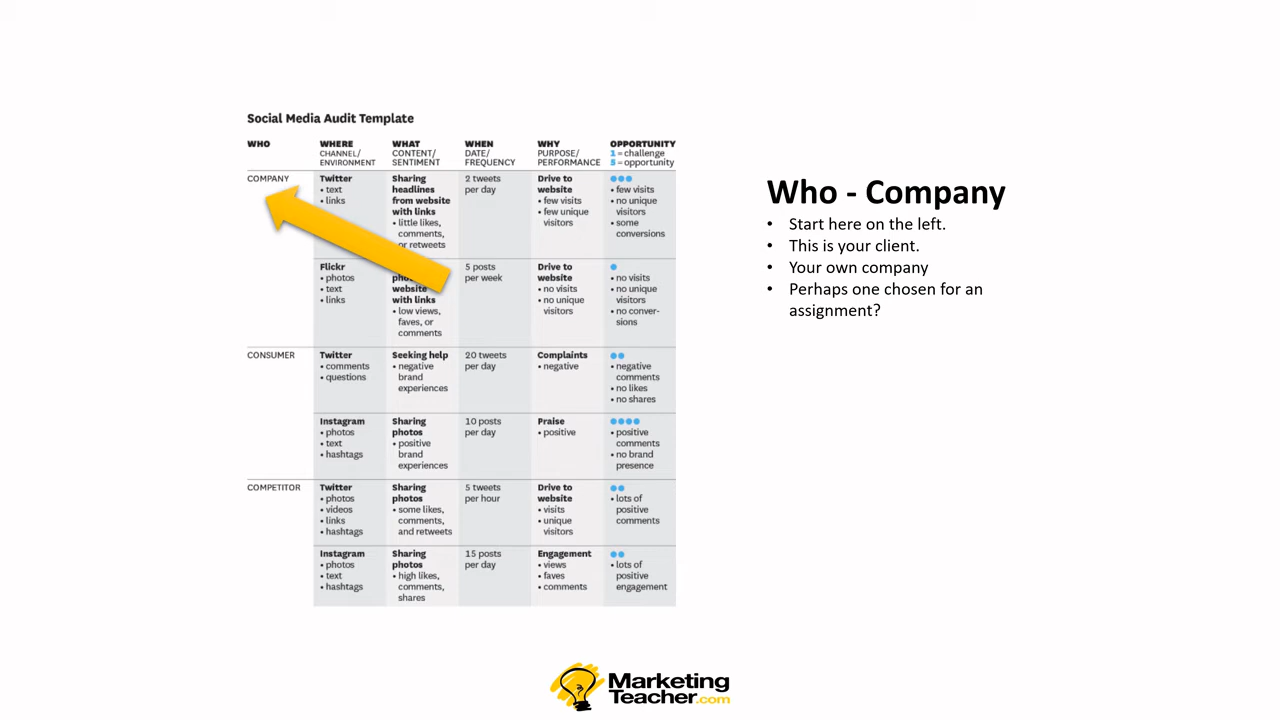 Social Media Audit Template
WHO
WHERE
CHANNEL/
ENVIRONMENT
WHAT
CONTENT/
SENTIMENT
WHEN
DATE/
FREQUENCY
WHY
PURPOSE/
PERFORMANCE
OPPORTUNITY
1 = challenge
5 = opportunity
COMPANY
Twitter
• text
• links
Sharing
headlines
from website
with links
• little likes,
comments,
or retweets
2 tweets
per day
Drive to
website
• few visits
• few unique
visitors
• few visits
• no unique
visitors
• some
conversions
Flickr
• photos
• text
• links
website
with links
• low views,
faves, or
comments
5 posts
per week
Drive to
website
• no visits
• no unique
visitors
• no visits
• no unique
visitors
• no conver-
sions
CONSUMER
Twitter
• comments
• questions
Seeking help
• negative
brand
experiences
20 tweets
per day
Complaints
• negative
• negative
comments
• no likes
• no shares
Instagram
• photos
• text
• hashtags
Sharing
photos
• positive
brand
experiences
10 posts
per day
Praise
• positive
• positive
comments
• no brand
presence
COMPETITOR
Twitter
• photos
• videos
• links
• hashtags
Sharing
photos
• some likes,
comments,
and retweets
5 tweets
per hour
Drive to
website
• visits
• unique
visitors
• lots of
positive
comments
Instagram
• photos
• text
• hashtags
Sharing
photos
• high likes,
comments,
shares
15 posts
per day
Engagement
• views
• faves
• comments
• lots of
positive
engagement
Who - Company
• Start here on the left.
• This is your client.
• Your own company
• Perhaps one chosen for an
assignment?
Marketing
Teacher.com